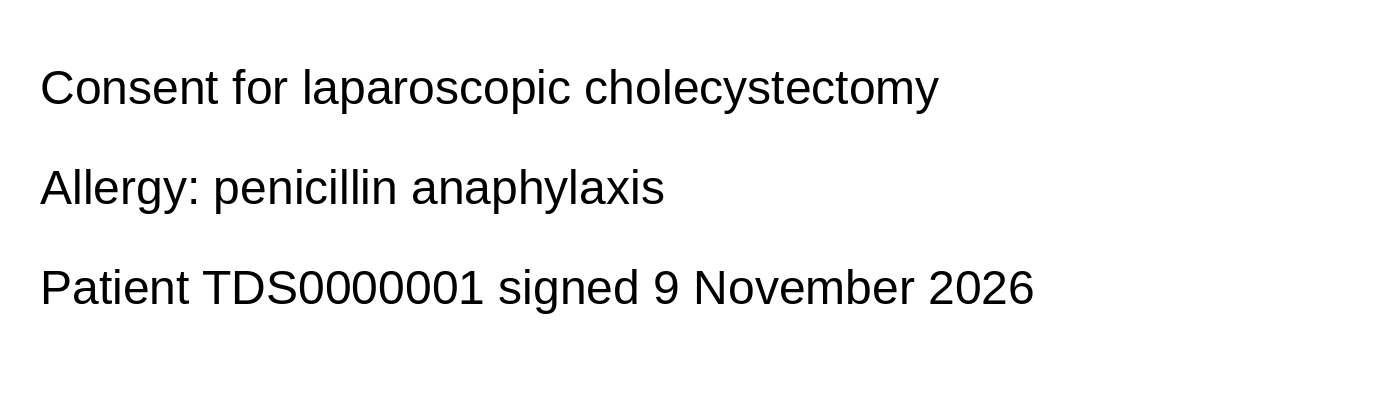 Consent for laparoscopic cholecystectomy
Allergy: penicillin anaphylaxis
Patient TDS0000001 signed 9 November 2026